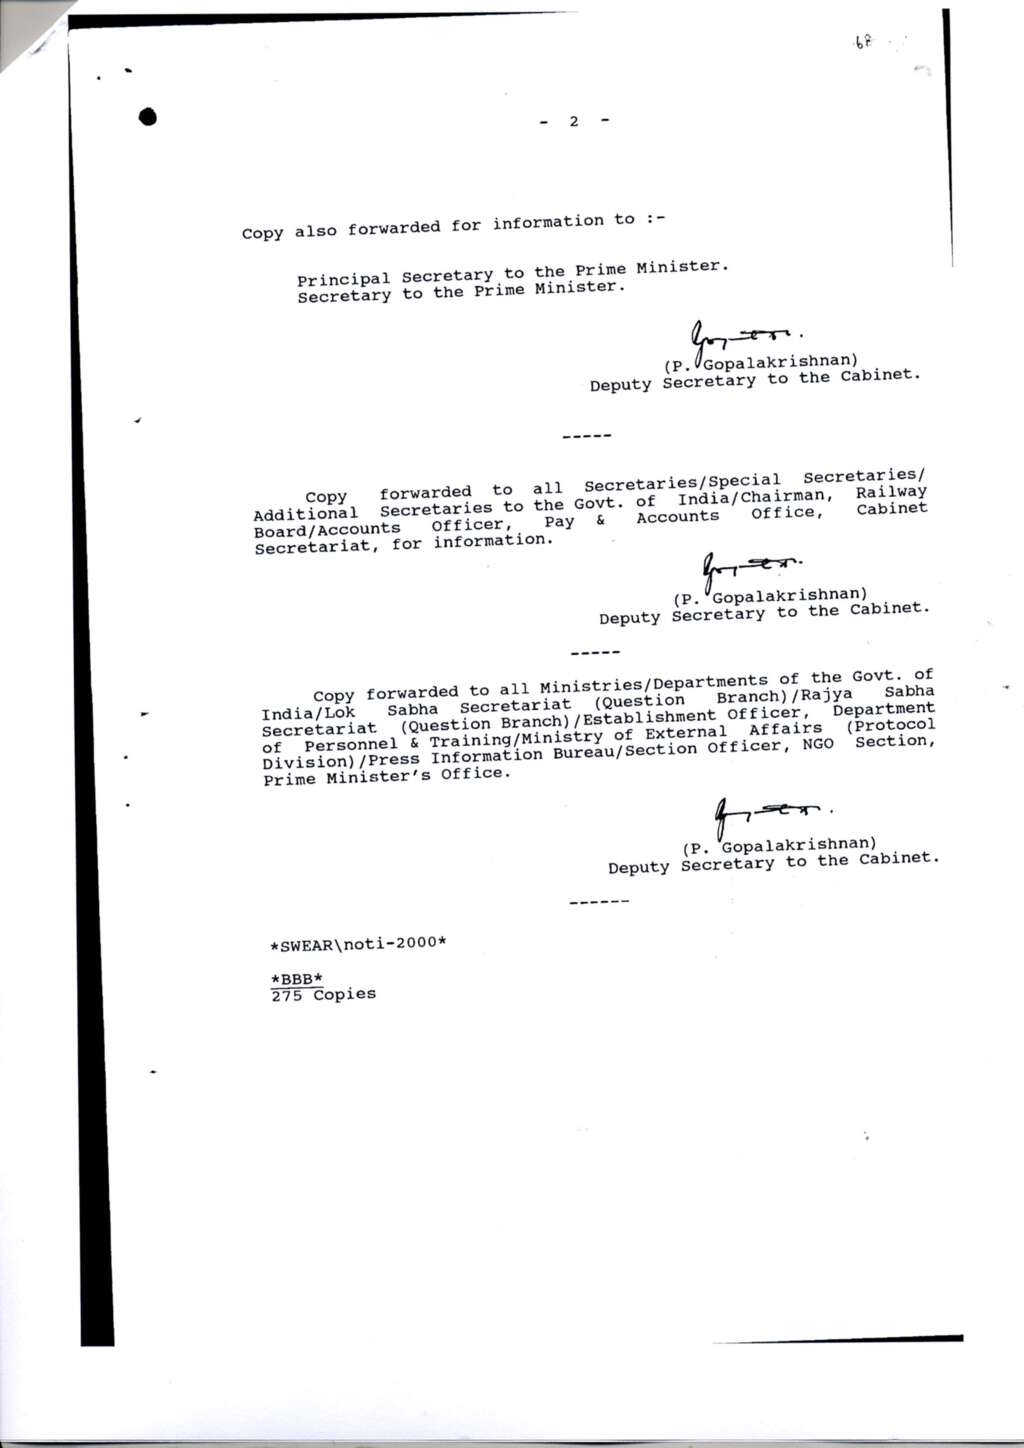 68
- 2 -
Copy also forwarded for information to :-
Principal Secretary to the Prime Minister.
Secretary to the Prime Minister.
(P. Gopalakrishnan)
Deputy Secretary to the Cabinet.
-----
Copy forwarded to all Secretaries/Special Secretaries/
Additional Secretaries to the Govt. of India/Chairman, Railway
Board/Accounts Officer, Pay & Accounts Office, Cabinet
Secretariat, for information.
(P. Gopalakrishnan)
Deputy Secretary to the Cabinet.
-----
Copy forwarded to all Ministries/Departments of the Govt. of
India/Lok Sabha Secretariat (Question Branch)/Rajya Sabha
Secretariat (Question Branch)/Establishment Officer, Department
of Personnel & Training/Ministry of External Affairs (Protocol
Division)/Press Information Bureau/Section Officer, NGO Section,
Prime Minister's Office.
(P. Gopalakrishnan)
Deputy Secretary to the Cabinet.
------
*SWEAR\noti-2000*
*BBB*
275 Copies